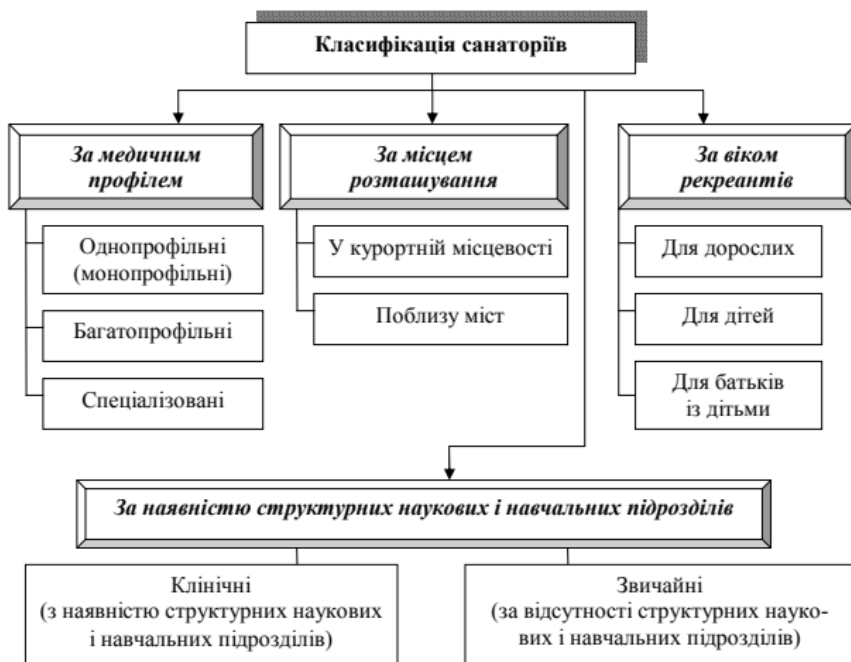 Класифікація санаторіїв
За медичним
профілем
Однопрофільні
(монопрофільні)
Багатопрофільні
Спеціалізовані
За місцем
розташування
У курортній місцевості
Поблизу міст
За віком
рекреантів
Для дорослих
Для дітей
Для батьків
із дітьми
За наявністю структурних наукових і навчальних підрозділів
Клінічні
(з наявністю структурних наукових
і навчальних підрозділів)
Звичайні
(за відсутності структурних науко-
вих і навчальних підрозділів)